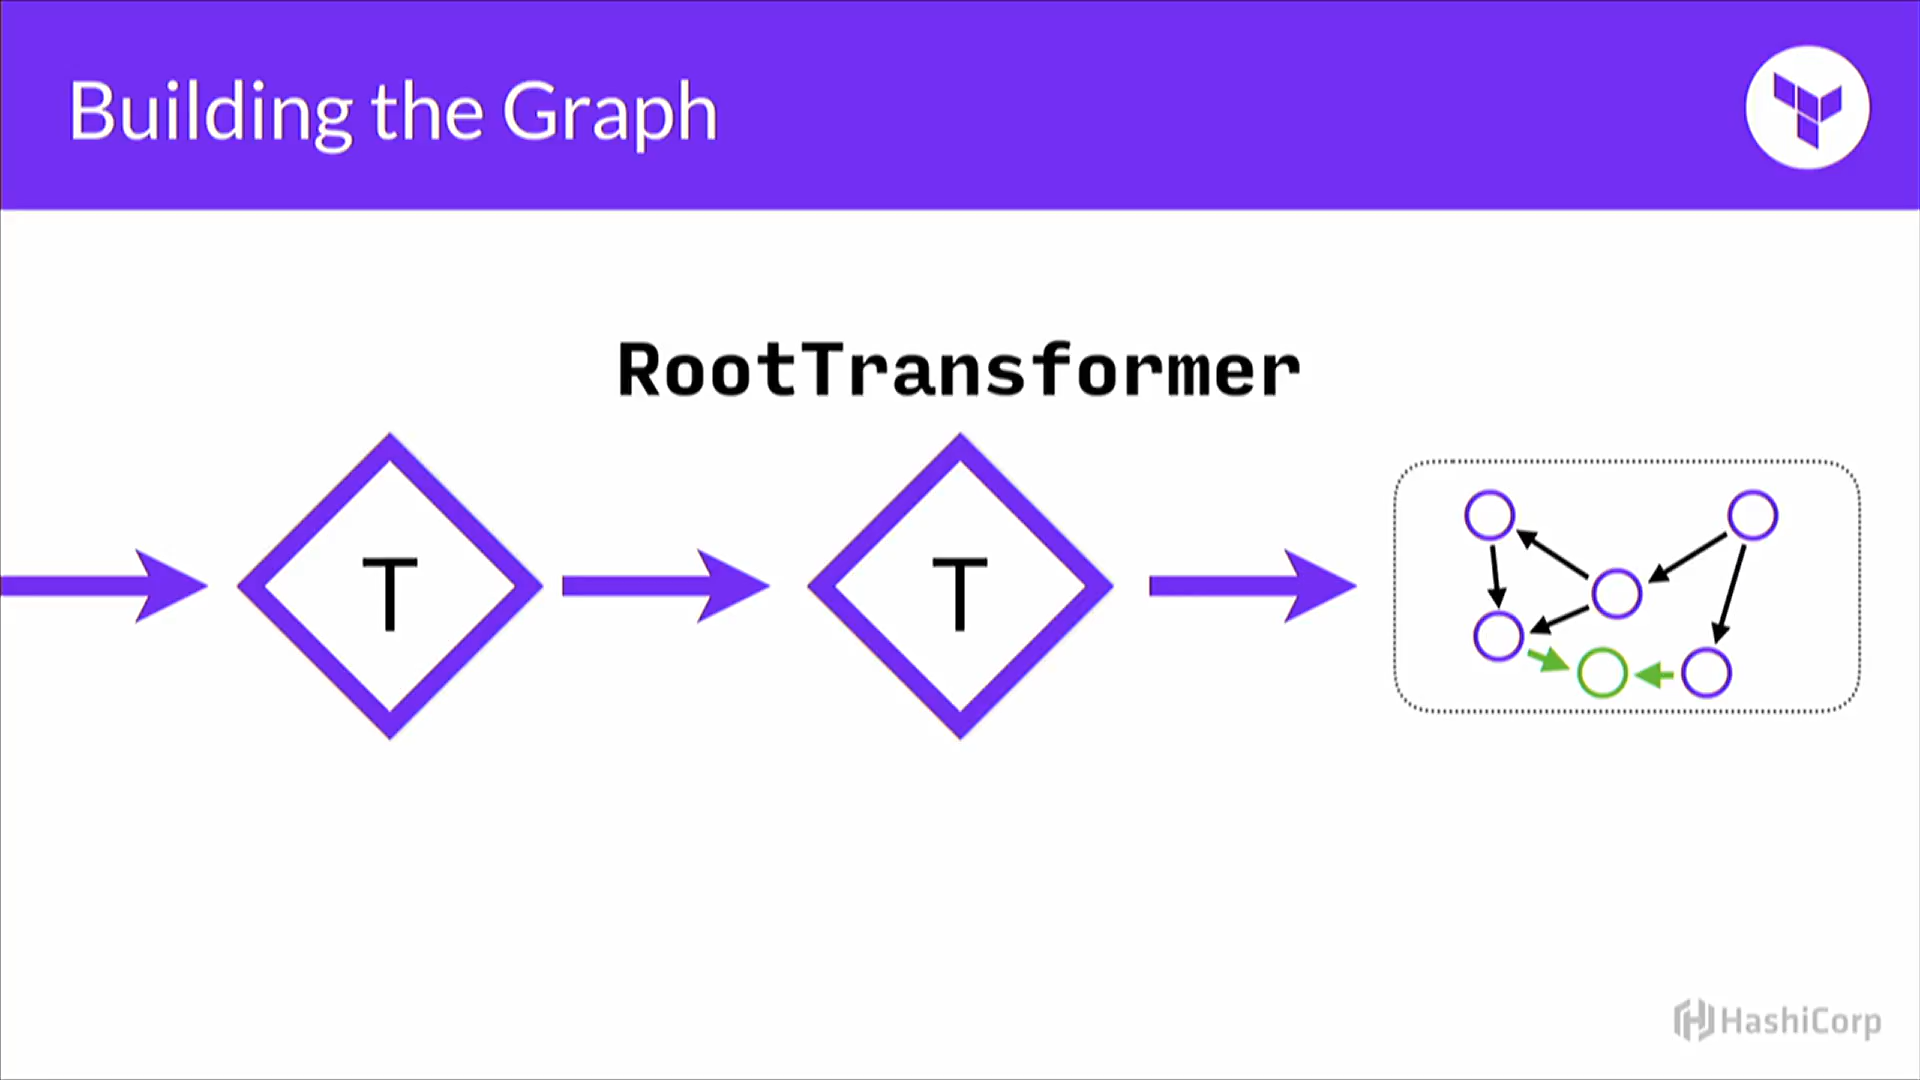 Building the Graph
RootTransformer
T
T
HashiCorp